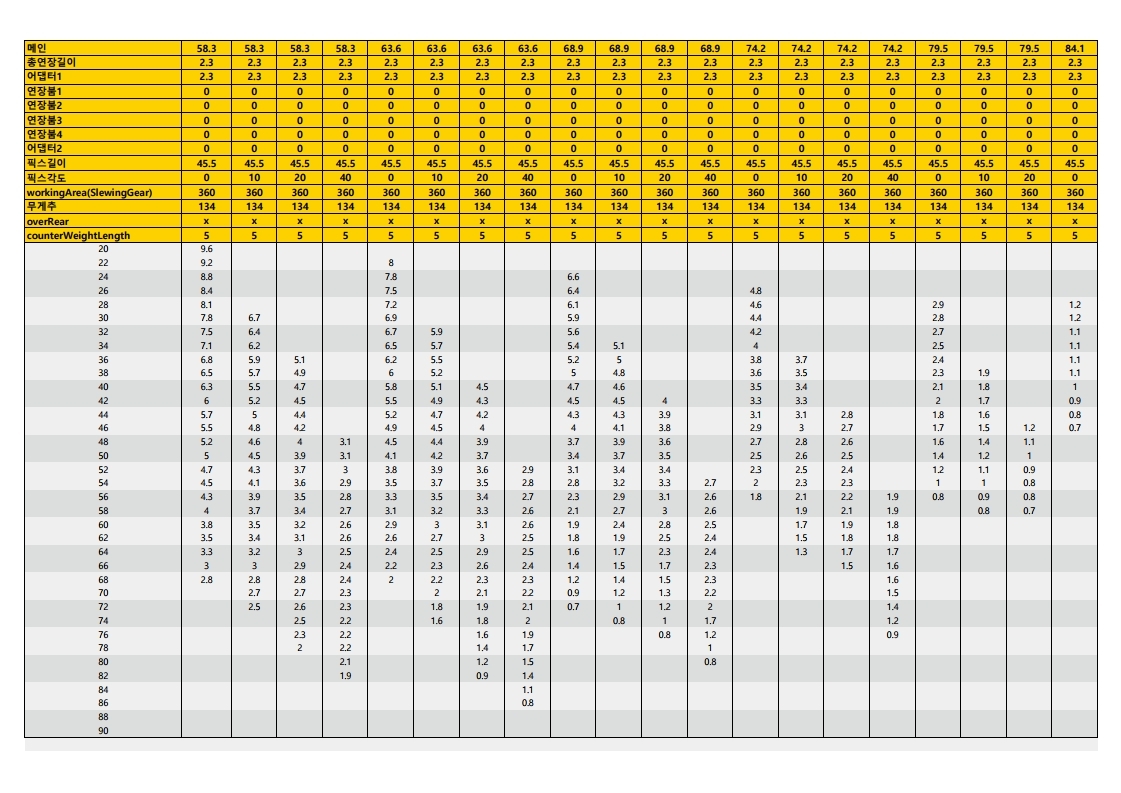 메인 58.3 58.3 58.3 58.3 63.6 63.6 63.6 63.6 68.9 68.9 68.9 68.9 74.2 74.2 74.2 74.2 79.5 79.5 79.5 84.1
총연장길이 2.3 2.3 2.3 2.3 2.3 2.3 2.3 2.3 2.3 2.3 2.3 2.3 2.3 2.3 2.3 2.3 2.3 2.3 2.3 2.3
어댑터1 2.3 2.3 2.3 2.3 2.3 2.3 2.3 2.3 2.3 2.3 2.3 2.3 2.3 2.3 2.3 2.3 2.3 2.3 2.3 2.3
연장붐1 0 0 0 0 0 0 0 0 0 0 0 0 0 0 0 0 0 0 0 0
연장붐2 0 0 0 0 0 0 0 0 0 0 0 0 0 0 0 0 0 0 0 0
연장붐3 0 0 0 0 0 0 0 0 0 0 0 0 0 0 0 0 0 0 0 0
연장붐4 0 0 0 0 0 0 0 0 0 0 0 0 0 0 0 0 0 0 0 0
어댑터2 0 0 0 0 0 0 0 0 0 0 0 0 0 0 0 0 0 0 0 0
픽스길이 45.5 45.5 45.5 45.5 45.5 45.5 45.5 45.5 45.5 45.5 45.5 45.5 45.5 45.5 45.5 45.5 45.5 45.5 45.5 45.5
픽스각도 0 10 20 40 0 10 20 40 0 10 20 40 0 10 20 40 0 10 20 0
workingArea(SlewingGear) 360 360 360 360 360 360 360 360 360 360 360 360 360 360 360 360 360 360 360 360
무게추 134 134 134 134 134 134 134 134 134 134 134 134 134 134 134 134 134 134 134 134
overRear x x x x x x x x x x x x x x x x x x x x
counterWeightLength 5 5 5 5 5 5 5 5 5 5 5 5 5 5 5 5 5 5 5 5
20 9.6
22 9.2 8
24 8.8 7.8 6.6
26 8.4 7.5 6.4 4.8
28 8.1 7.2 6.1 4.6 2.9 1.2
30 7.8 6.7 6.9 5.9 4.4 2.8 1.2
32 7.5 6.4 6.7 5.9 5.6 4.2 2.7 1.1
34 7.1 6.2 6.5 5.7 5.4 5.1 4 2.5 1.1
36 6.8 5.9 5.1 6.2 5.5 5.2 5 3.8 3.7 2.4 1.1
38 6.5 5.7 4.9 6 5.2 5 4.8 3.6 3.5 2.3 1.9 1.1
40 6.3 5.5 4.7 5.8 5.1 4.5 4.7 4.6 3.5 3.4 2.1 1.8 1
42 6 5.2 4.5 5.5 4.9 4.3 4.5 4.5 4 3.3 3.3 2 1.7 0.9
44 5.7 5 4.4 5.2 4.7 4.2 4.3 4.3 3.9 3.1 3.1 2.8 1.8 1.6 0.8
46 5.5 4.8 4.2 4.9 4.5 4 4 4.1 3.8 2.9 3 2.7 1.7 1.5 1.2 0.7
48 5.2 4.6 4 3.1 4.5 4.4 3.9 3.7 3.9 3.6 2.7 2.8 2.6 1.6 1.4 1.1
50 5 4.5 3.9 3.1 4.1 4.2 3.7 3.4 3.7 3.5 2.5 2.6 2.5 1.4 1.2 1
52 4.7 4.3 3.7 3 3.8 3.9 3.6 2.9 3.1 3.4 3.4 2.3 2.5 2.4 1.2 1.1 0.9
54 4.5 4.1 3.6 2.9 3.5 3.7 3.5 2.8 2.8 3.2 3.3 2.7 2 2.3 2.3 1 1 0.8
56 4.3 3.9 3.5 2.8 3.3 3.5 3.4 2.7 2.3 2.9 3.1 2.6 1.8 2.1 2.2 1.9 0.8 0.9 0.8
58 4 3.7 3.4 2.7 3.1 3.2 3.3 2.6 2.1 2.7 3 2.6 1.9 2.1 1.9 0.8 0.7
60 3.8 3.5 3.2 2.6 2.9 3 3.1 2.6 1.9 2.4 2.8 2.5 1.7 1.9 1.8
62 3.5 3.4 3.1 2.6 2.6 2.7 3 2.5 1.8 1.9 2.5 2.4 1.5 1.8 1.8
64 3.3 3.2 3 2.5 2.4 2.5 2.9 2.5 1.6 1.7 2.3 2.4 1.3 1.7 1.7
66 3 3 2.9 2.4 2.2 2.3 2.6 2.4 1.4 1.5 1.7 2.3 1.5 1.6
68 2.8 2.8 2.8 2.4 2 2.2 2.3 2.3 1.2 1.4 1.5 2.3 1.6
70 2.7 2.7 2.3 2 2.1 2.2 0.9 1.2 1.3 2.2 1.5
72 2.5 2.6 2.3 1.8 1.9 2.1 0.7 1 1.2 2 1.4
74 2.5 2.2 1.6 1.8 2 0.8 1 1.7 1.2
76 2.3 2.2 1.6 1.9 0.8 1.2 0.9
78 2 2.2 1.4 1.7 1
80 2.1 1.2 1.5 0.8
82 1.9 0.9 1.4
84 1.1
86 0.8
88
90